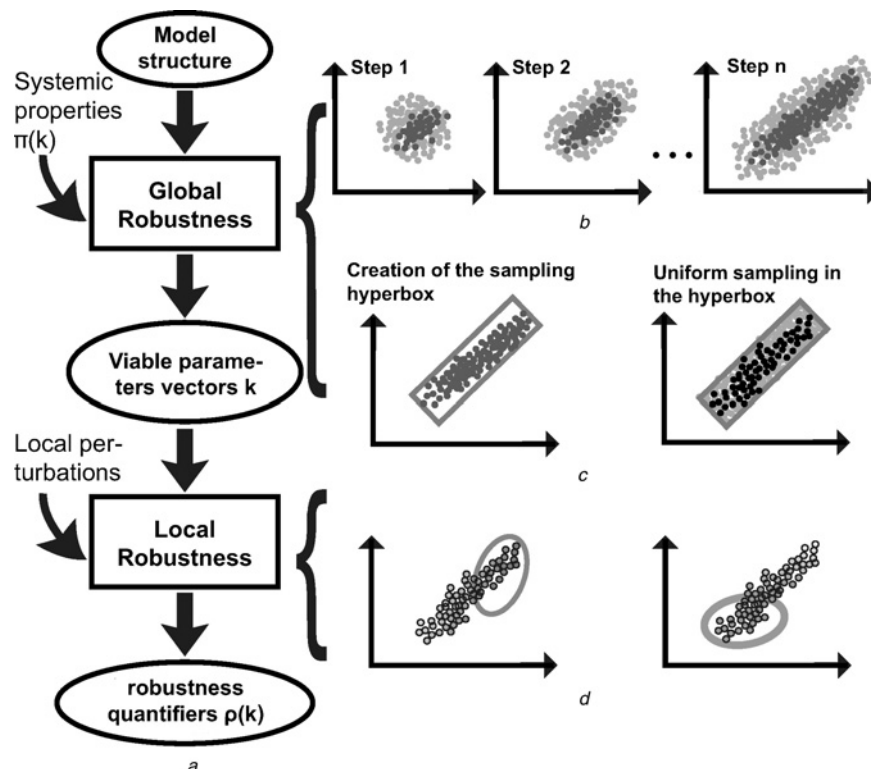 Model
structure
Systemic
properties
π(k)
Global
Robustness
Viable parame-
ters vectors k
Local per-
turbations
Local
Robustness
robustness
quantifiers ρ(k)
a
Step 1
Step 2
Step n
b
Creation of the sampling
hyperbox
Uniform sampling in
the hyperbox
c
d